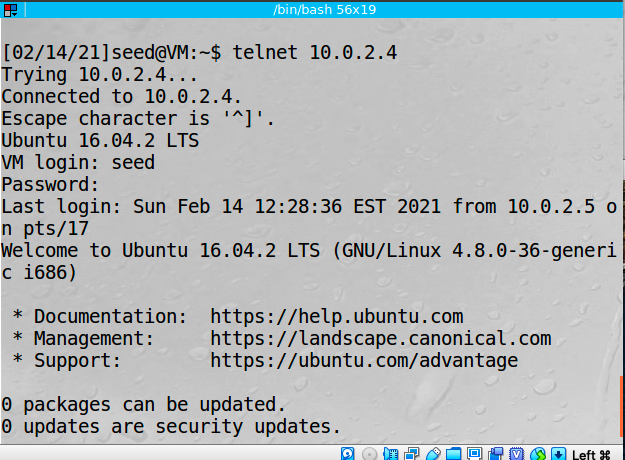 /bin/bash 56x19
[02/14/21]seed@VM:~$ telnet 10.0.2.4
Trying 10.0.2.4...
Connected to 10.0.2.4.
Escape character is '^]'.
Ubuntu 16.04.2 LTS
VM login: seed
Password:
Last login: Sun Feb 14 12:28:36 EST 2021 from 10.0.2.5 o
n pts/17
Welcome to Ubuntu 16.04.2 LTS (GNU/Linux 4.8.0-36-generi
c i686)
* Documentation:  https://help.ubuntu.com
* Management:     https://landscape.canonical.com
* Support:        https://ubuntu.com/advantage
0 packages can be updated.
0 updates are security updates.
Left ⌘